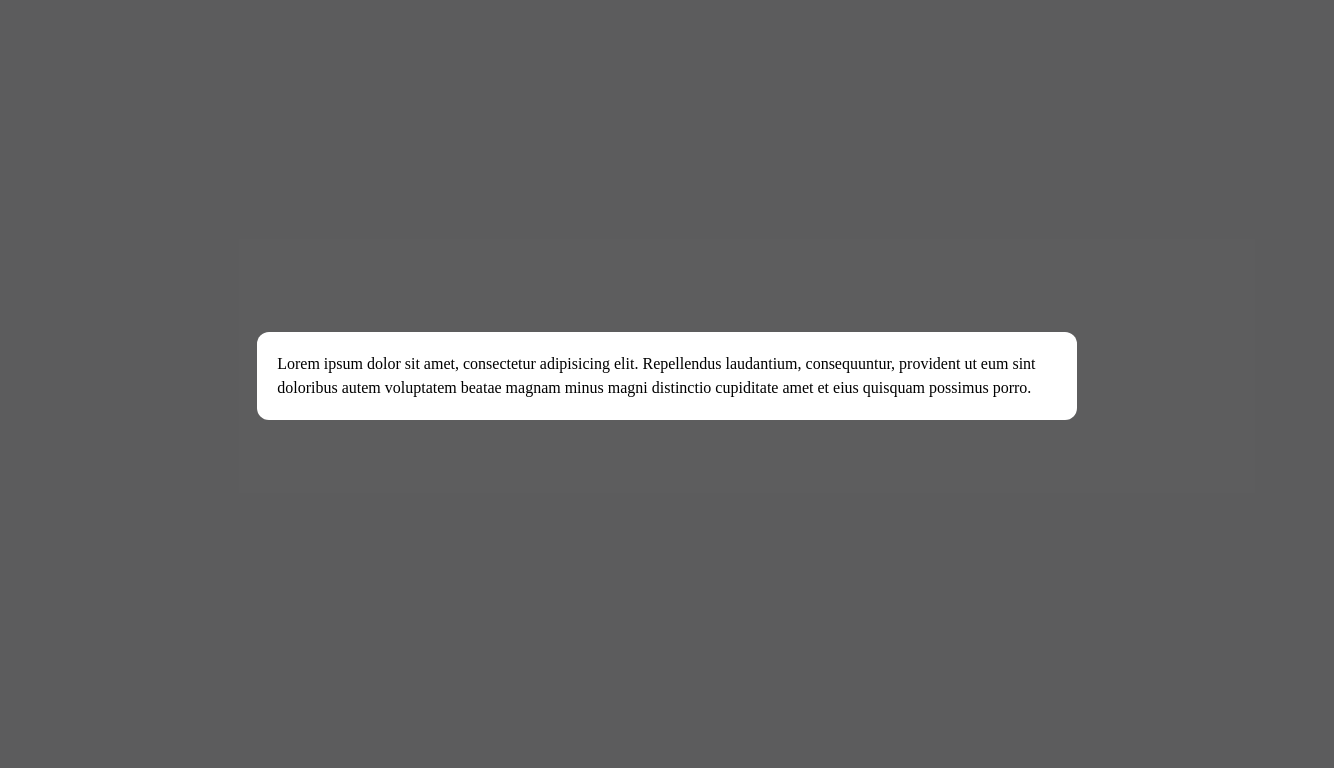 Lorem ipsum dolor sit amet, consectetur adipisicing elit. Repellendus laudantium, consequuntur, provident ut eum sint
doloribus autem voluptatem beatae magnam minus magni distinctio cupiditate amet et eius quisquam possimus porro.